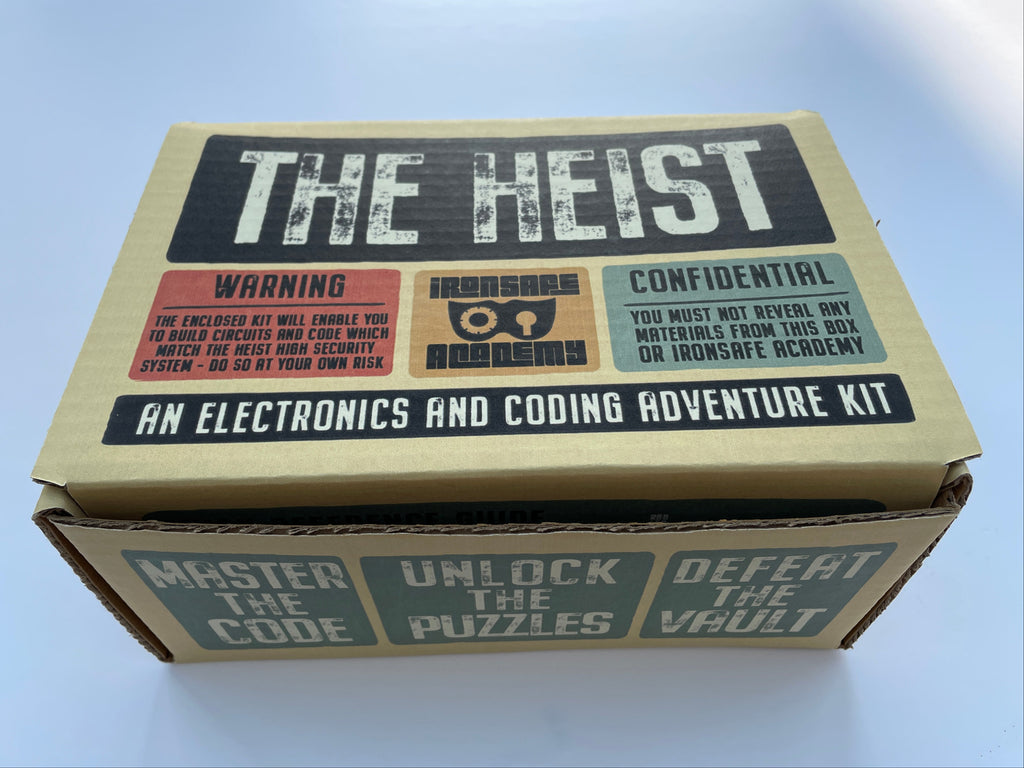 THE HEIST
WARNING
THE ENCLOSED KIT WILL ENABLE YOU
TO BUILD CIRCUITS AND CODE WHICH
MATCH THE HEIST HIGH SECURITY
SYSTEM - DO SO AT YOUR OWN RISK
IRONSAFE
ACADEMY
CONFIDENTIAL
YOU MUST NOT REVEAL ANY
MATERIALS FROM THIS BOX
OR IRONSAFE ACADEMY
AN ELECTRONICS AND CODING ADVENTURE KIT
GUIDE
MASTER
THE
CODE
UNLOCK
THE
PUZZLES
DEFEAT
THE
VAULT